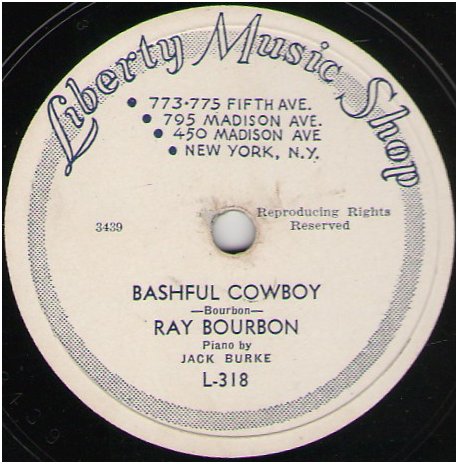 Liberty Music Shop
• 773·775 FIFTH AVE.
• 795 MADISON AVE.
• 450 MADISON AVE
• NEW YORK, N.Y.
3439
Reproducing Rights
Reserved
BASHFUL COWBOY
—Bourbon—
RAY BOURBON
Piano by
JACK BURKE
L-318